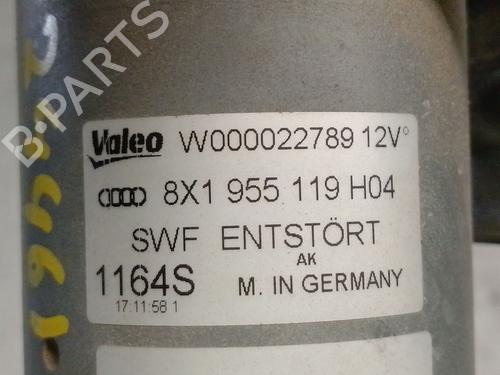 B-PARTS
Valeo W000022789 12V°
8X1 955 119 H04
SWF ENTSTÖRT
AK
1164S M. IN GERMANY
17:11:58 1